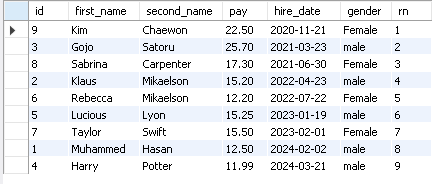 id first_name second_name pay hire_date gender rn
9 Kim Chaewon 22.50 2020-11-21 Female 1
3 Gojo Satoru 25.70 2021-03-23 male 2
8 Sabrina Carpenter 17.30 2021-06-30 Female 3
2 Klaus Mikaelson 15.20 2022-04-23 male 4
6 Rebecca Mikaelson 12.20 2022-07-22 Female 5
5 Lucious Lyon 15.25 2023-01-19 male 6
7 Taylor Swift 15.50 2023-02-01 Female 7
1 Muhammed Hasan 12.50 2024-02-02 male 8
4 Harry Potter 11.99 2024-03-21 male 9